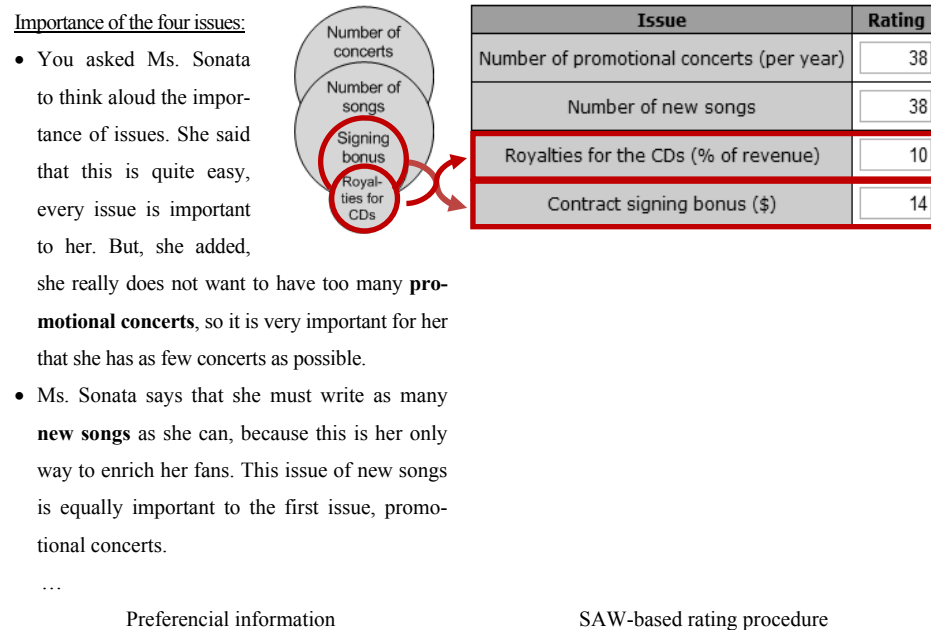 Importance of the four issues:
• You asked Ms. Sonata
to think aloud the impor-
tance of issues. She said
that this is quite easy,
every issue is important
to her. But, she added,
she really does not want to have too many pro-
motional concerts, so it is very important for her
that she has as few concerts as possible.
• Ms. Sonata says that she must write as many
new songs as she can, because this is her only
way to enrich her fans. This issue of new songs
is equally important to the first issue, promo-
tional concerts.
…
Number of
concerts
Number of
songs
Signing
bonus
Royal-
ties for
CDs
Issue Rating
Number of promotional concerts (per year) 38
Number of new songs 38
Royalties for the CDs (% of revenue) 10
Contract signing bonus ($) 14
Preferencial information
SAW-based rating procedure